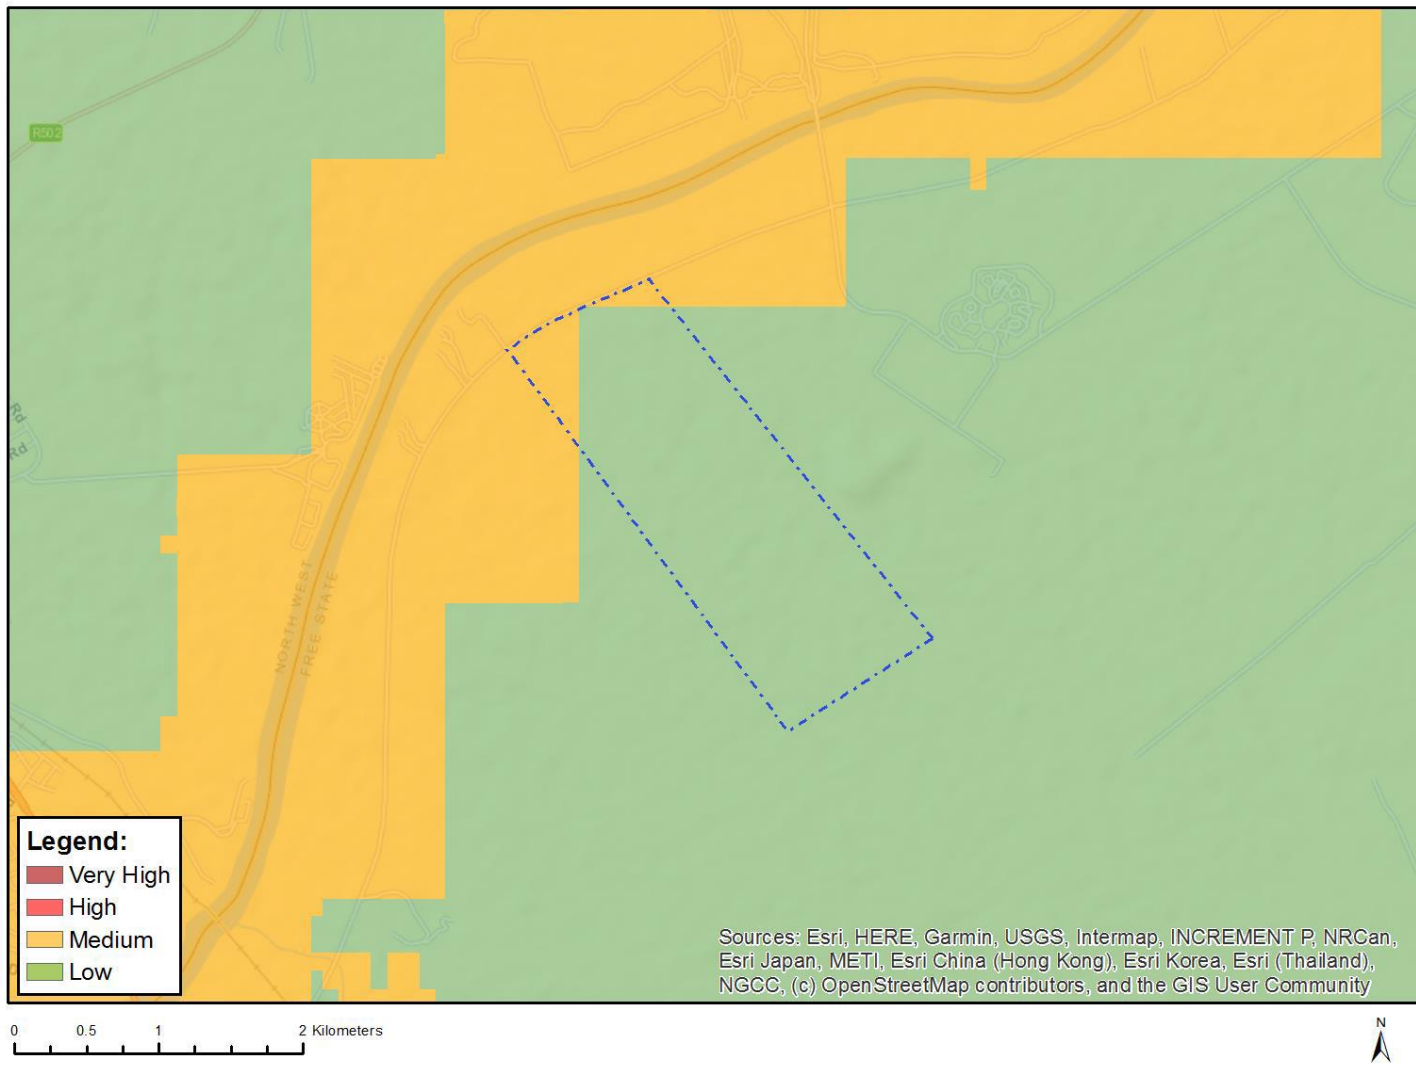 R502
Rd
Rd
NORTH WEST
FREE STATE
Legend:
Very High
High
Medium
Low
Sources: Esri, HERE, Garmin, USGS, Intermap, INCREMENT P, NRCan,
Esri Japan, METI, Esri China (Hong Kong), Esri Korea, Esri (Thailand),
NGCC, (c) OpenStreetMap contributors, and the GIS User Community
0 0.5 1 2 Kilometers
N